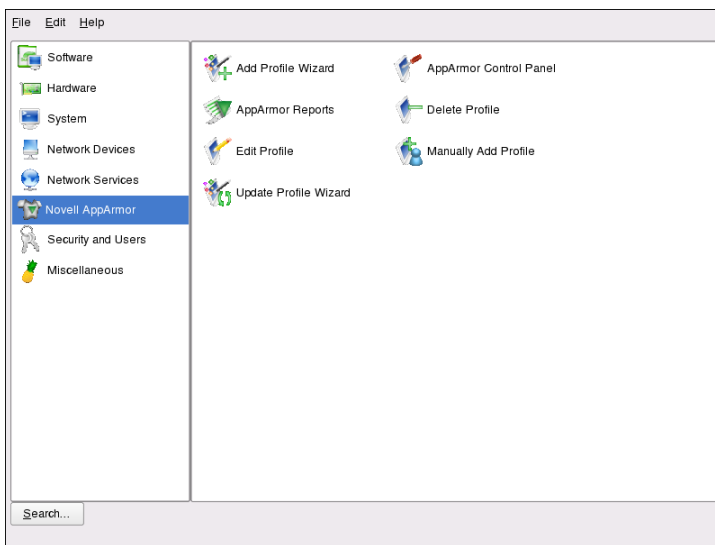 File Edit Help
Software
Hardware
System
Network Devices
Network Services
Novell AppArmor
Security and Users
Miscellaneous
Add Profile Wizard
AppArmor Control Panel
AppArmor Reports
Delete Profile
Edit Profile
Manually Add Profile
Update Profile Wizard
Search...